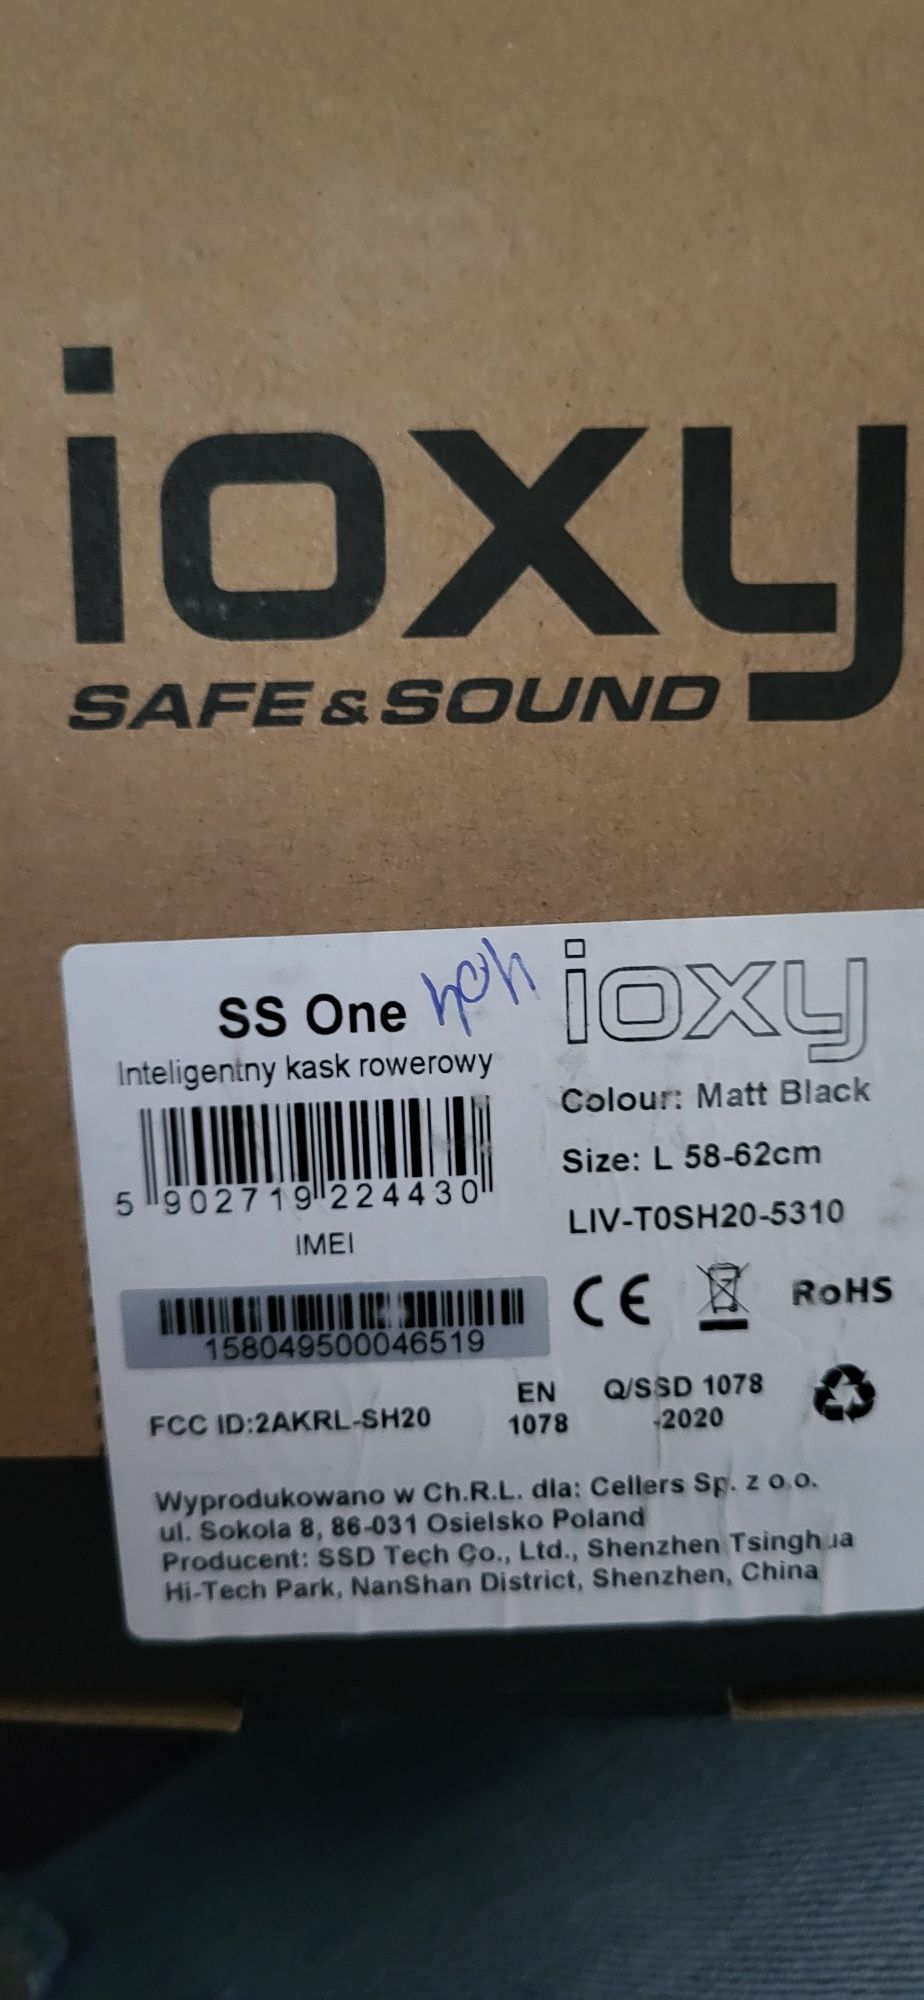 ioxy
SAFE & SOUND
SS One
ioxy
Inteligentny kask rowerowy
Colour: Matt Black
Size: L 58-62cm
5 902719 224430
LIV-T0SH20-5310
IMEI
CE
RoHS
158049500046519
FCC ID:2AKRL-SH20
EN
1078
Q/SSD 1078
-2020
Wyprodukowano w Ch.R.L. dla: Cellers Sp. z o.o.
ul. Sokola 8, 86-031 Osielsko Poland
Producent: SSD Tech Co., Ltd., Shenzhen Tsinghua
Hi-Tech Park, NanShan District, Shenzhen, China